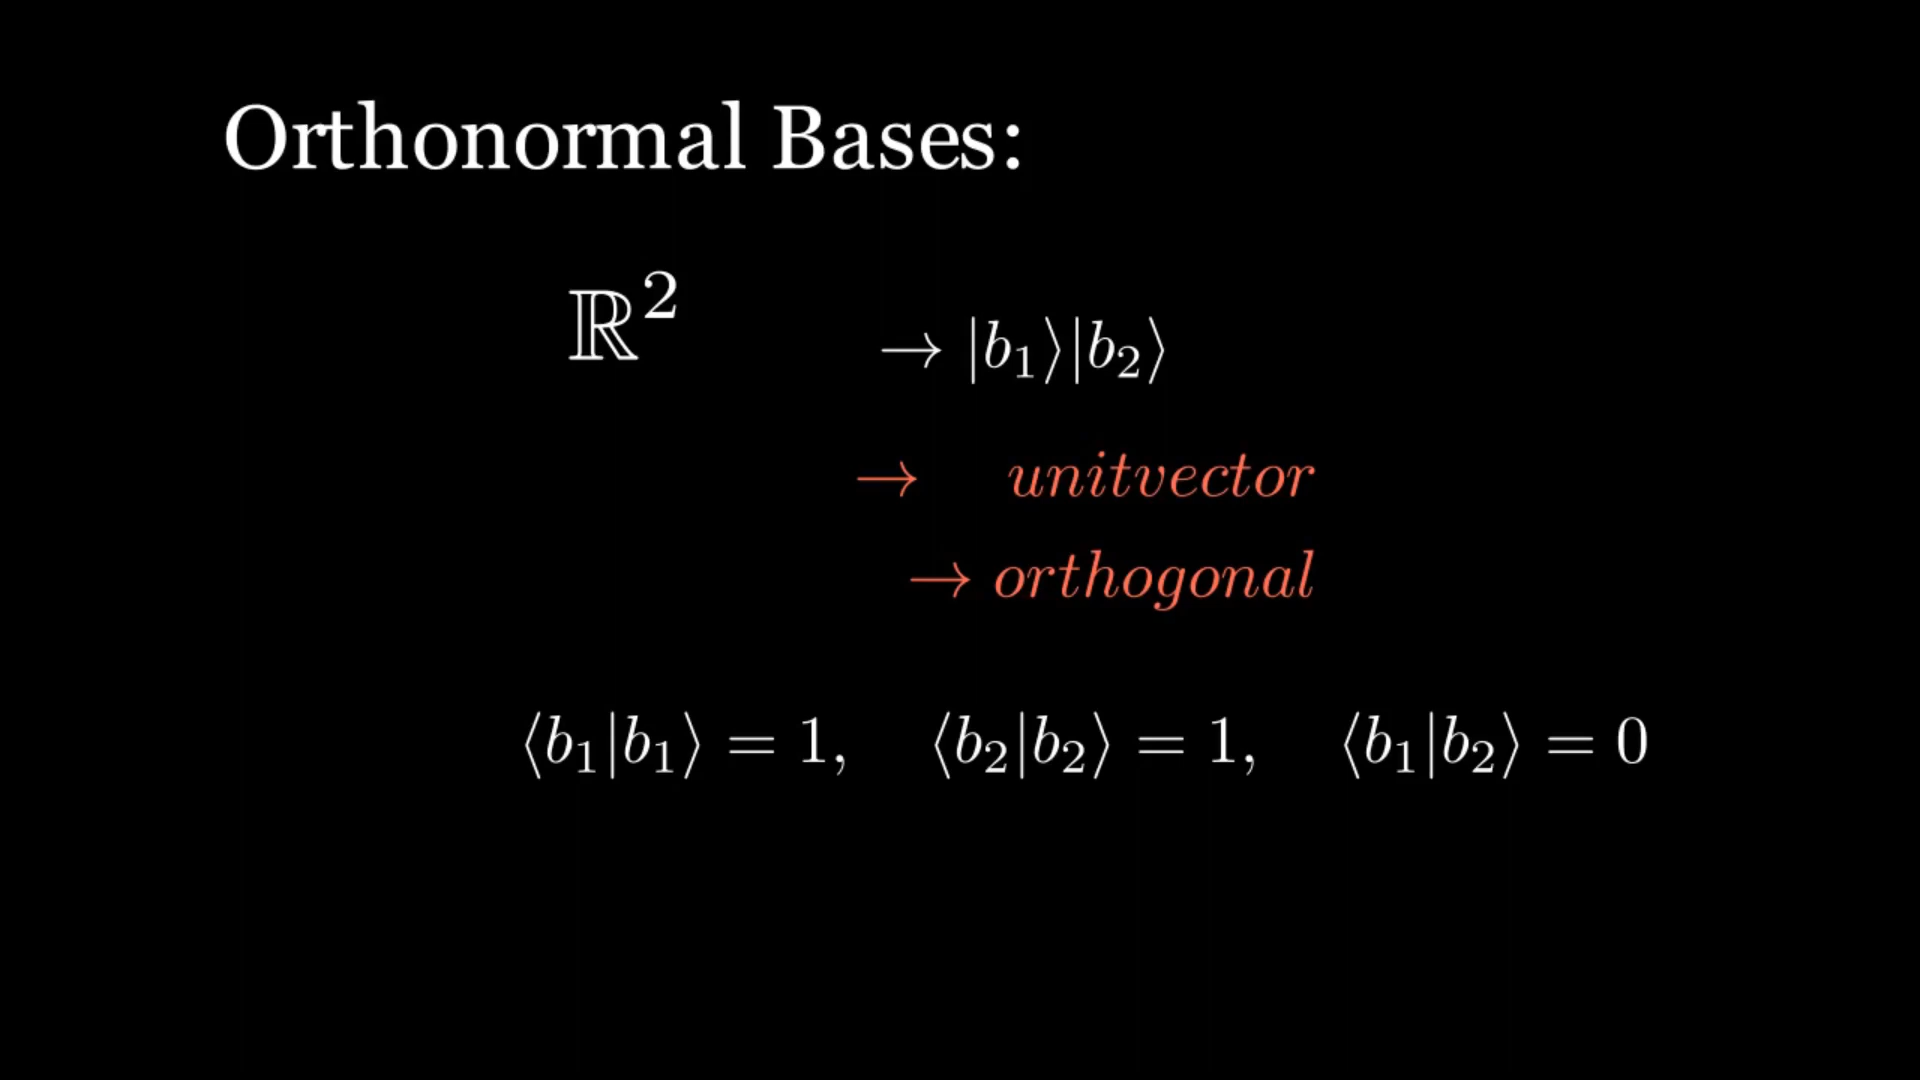 Orthonormal Bases:
ℝ² → |b₁⟩|b₂⟩
→ unitvector
→ orthogonal
⟨b₁|b₁⟩ = 1, ⟨b₂|b₂⟩ = 1, ⟨b₁|b₂⟩ = 0